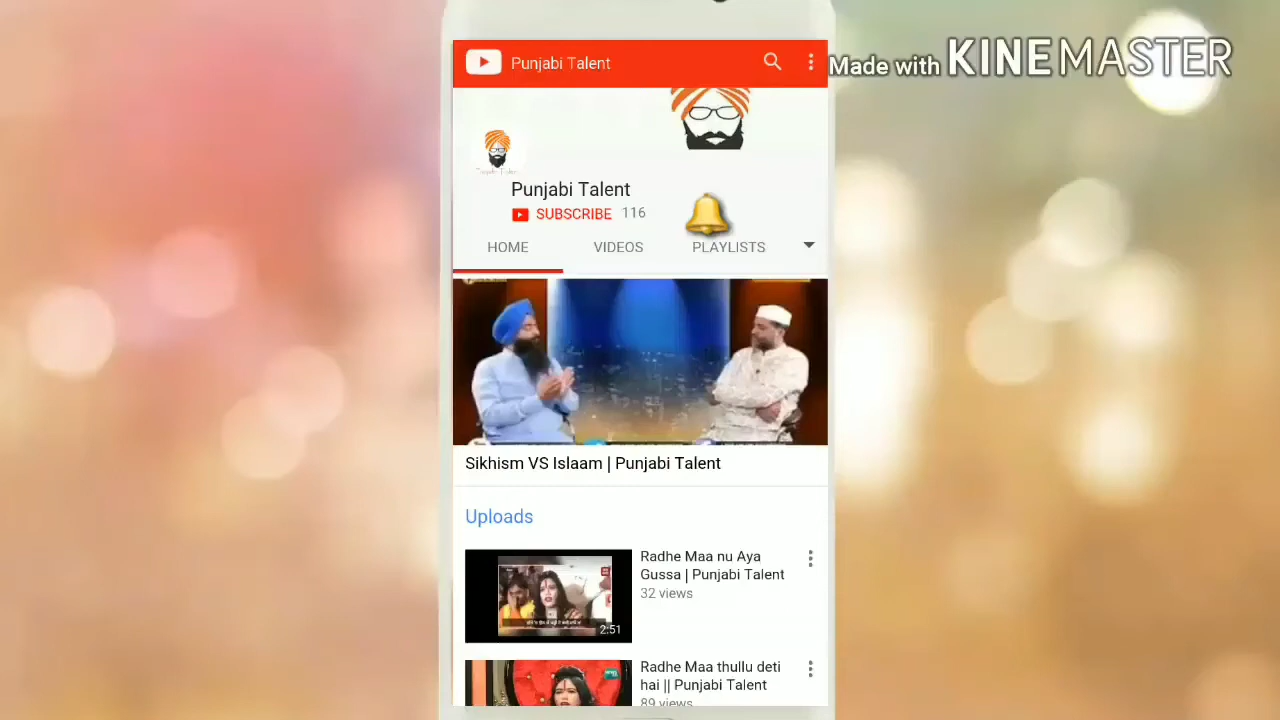 Punjabi Talent
Made with KINEMASTER
Punjabi Talent
SUBSCRIBE 116
HOME VIDEOS PLAYLISTS
Sikhism VS Islaam | Punjabi Talent
Uploads
Radhe Maa nu Aya
Gussa | Punjabi Talent
32 views
2:51
Radhe Maa thullu deti
hai || Punjabi Talent
89 views